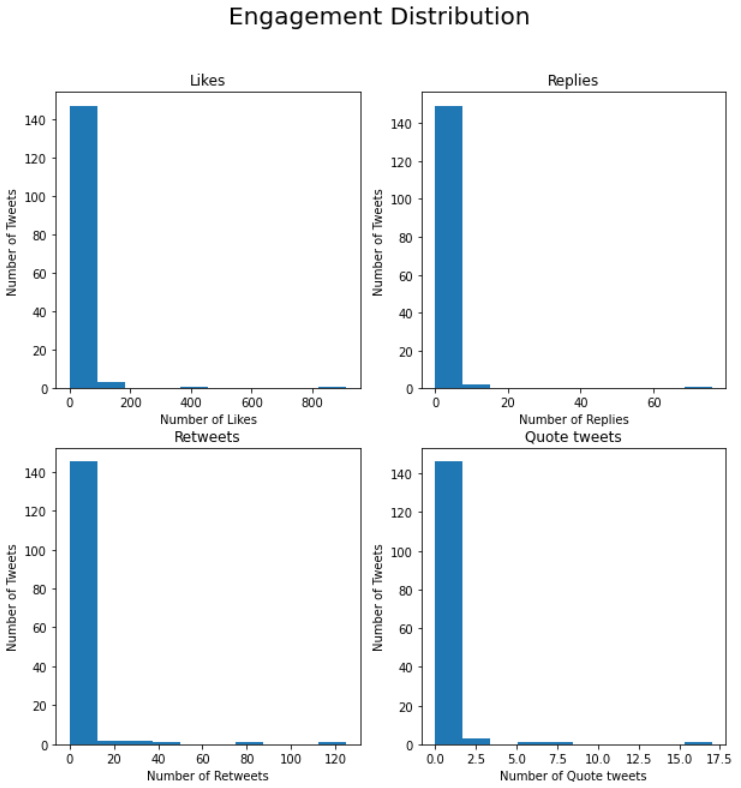 Engagement Distribution
Likes
Number of Tweets
140
120
100
80
60
40
20
0
0 200 400 600 800
Number of Likes
Replies
Number of Tweets
140
120
100
80
60
40
20
0
0 20 40 60
Number of Replies
Retweets
Number of Tweets
140
120
100
80
60
40
20
0
0 20 40 60 80 100 120
Number of Retweets
Quote tweets
Number of Tweets
140
120
100
80
60
40
20
0
0.0 2.5 5.0 7.5 10.0 12.5 15.0 17.5
Number of Quote tweets